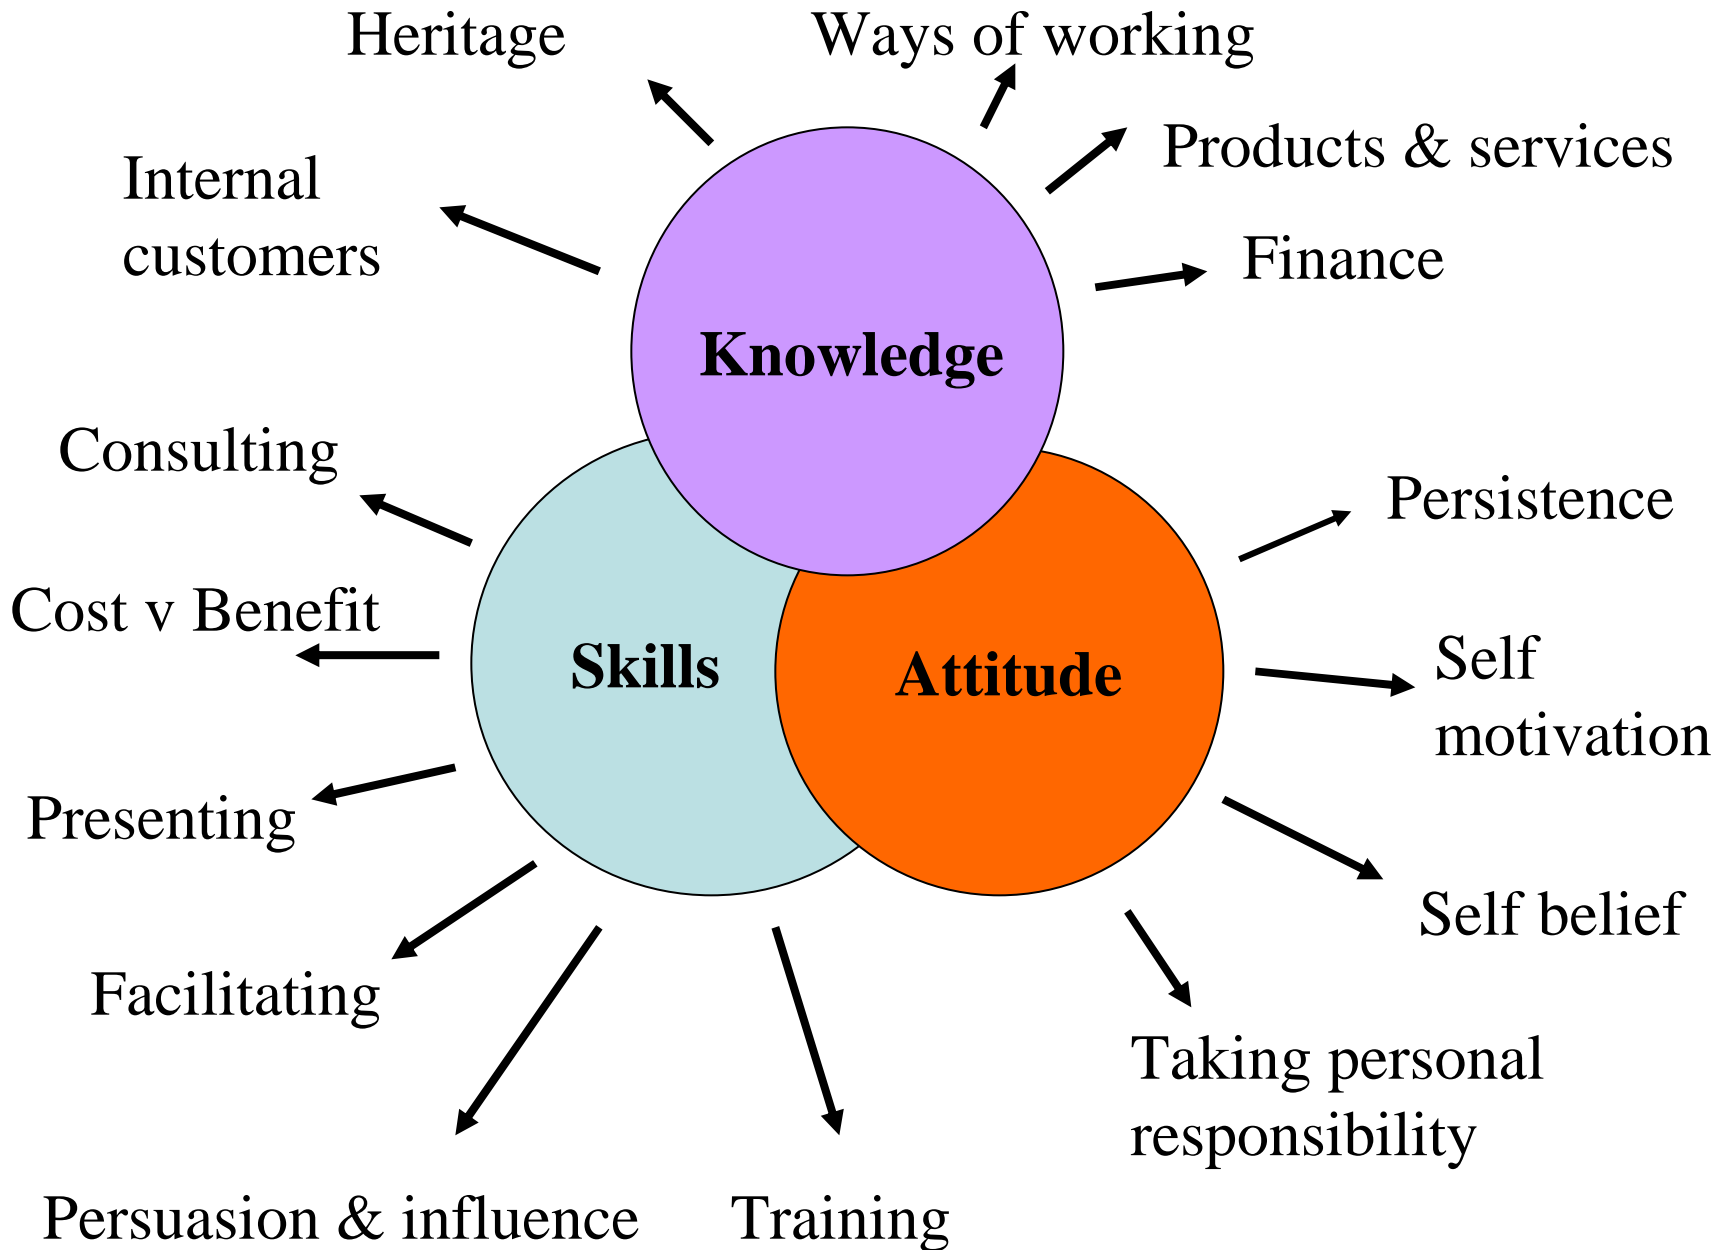 Heritage
Ways of working
Products & services
Internal
customers
Finance
Knowledge
Consulting
Persistence
Cost v Benefit
Skills
Attitude
Self
motivation
Presenting
Self belief
Facilitating
Taking personal
responsibility
Persuasion & influence
Training